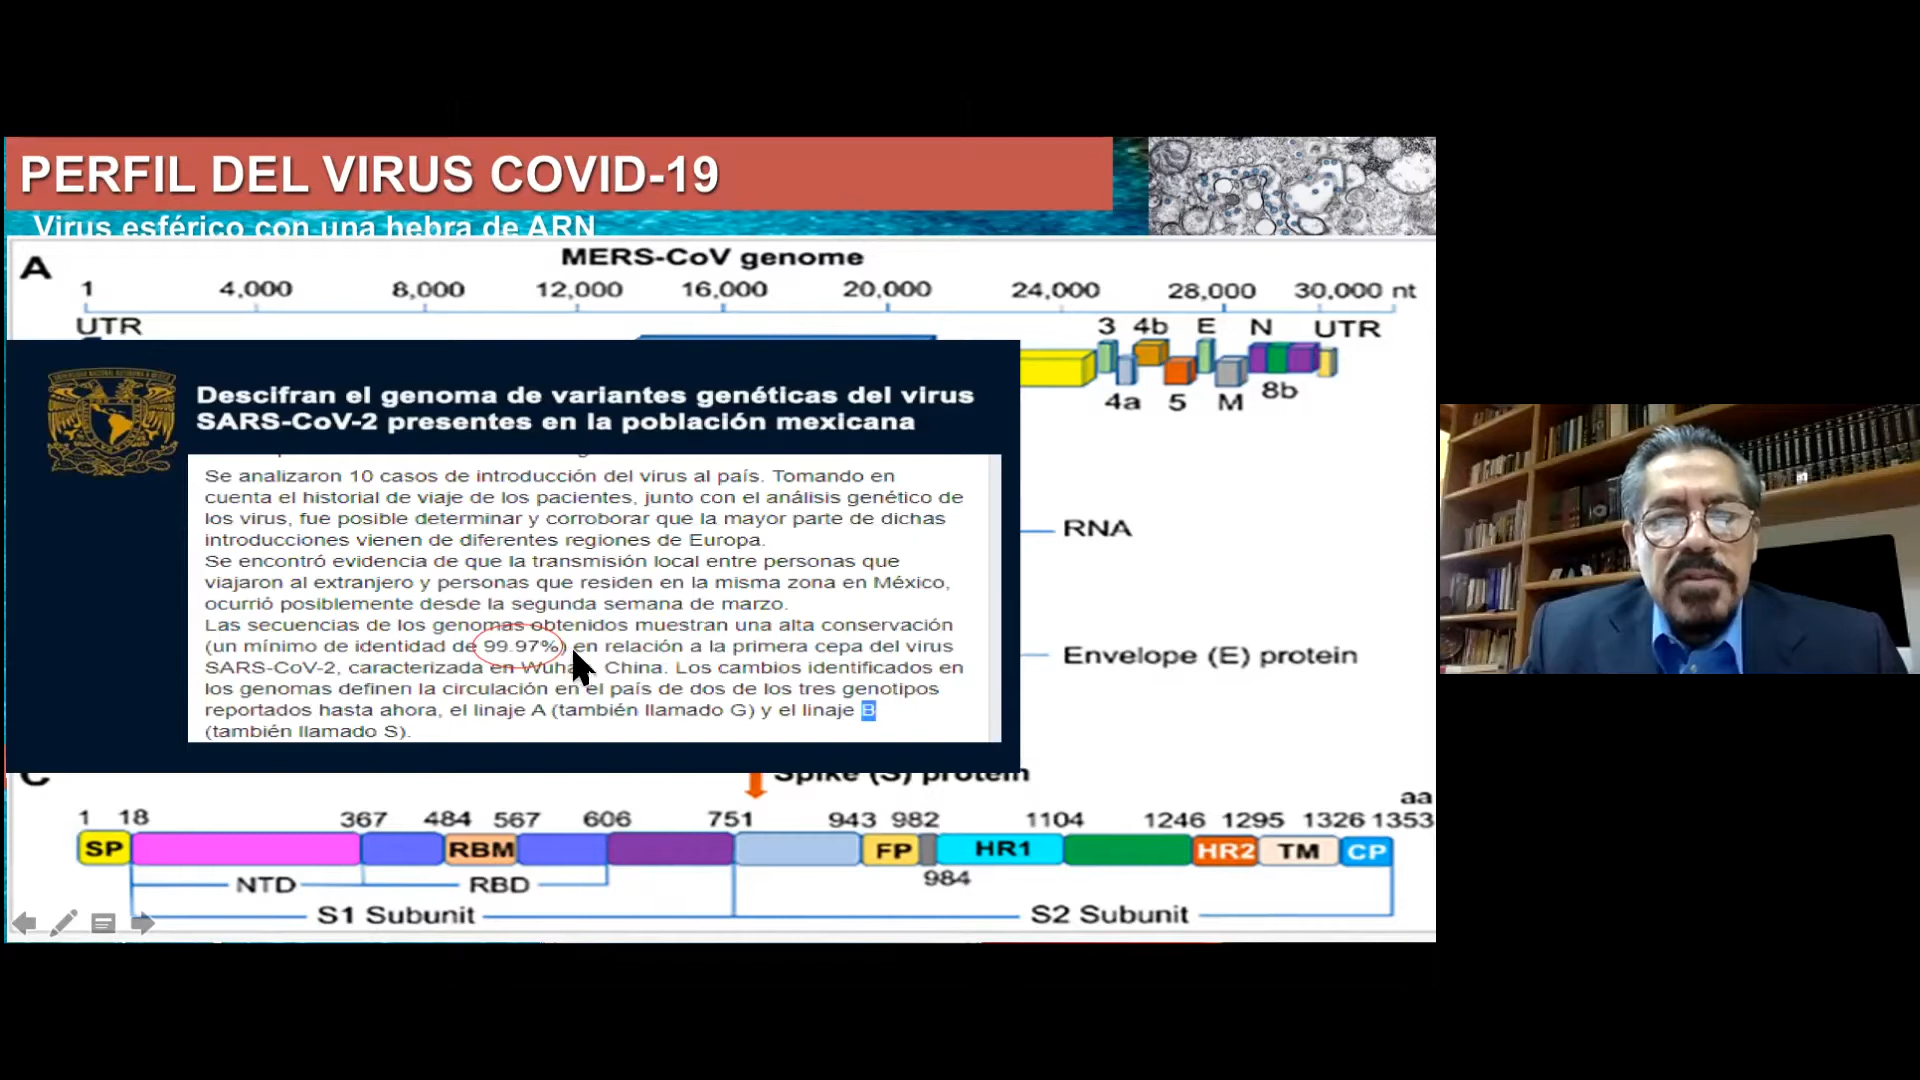 PERFIL DEL VIRUS COVID-19
Virus esférico con una hebra de ARN
A
MERS-CoV genome
1 4,000 8,000 12,000 16,000 20,000 24,000 28,000 30,000 nt
UTR
3 4b E N UTR
4a 5 M 8b
Descifran el genoma de variantes genéticas del virus
SARS-CoV-2 presentes en la población mexicana
Se analizaron 10 casos de introducción del virus al país. Tomando en
cuenta el historial de viaje de los pacientes, junto con el análisis genético de
los virus, fue posible determinar y corroborar que la mayor parte de dichas
introducciones vienen de diferentes regiones de Europa.
Se encontró evidencia de que la transmisión local entre personas que
viajaron al extranjero y personas que residen en la misma zona en México,
ocurrió posiblemente desde la segunda semana de marzo.
Las secuencias de los genomas obtenidos muestran una alta conservación
(un mínimo de identidad de 99.97%) en relación a la primera cepa del virus
SARS-CoV-2, caracterizada en Wuhan, China. Los cambios identificados en
los genomas definen la circulación en el país de dos de los tres genotipos
reportados hasta ahora, el linaje A (también llamado G) y el linaje B
(también llamado S).
RNA
Envelope (E) protein
C
Spike (S) protein
aa
1 18 367 484 567 606 751 943 982 1104 1246 1295 1326 1353
SP RBM FP HR1 HR2 TM CP
984
NTD RBD
S1 Subunit S2 Subunit